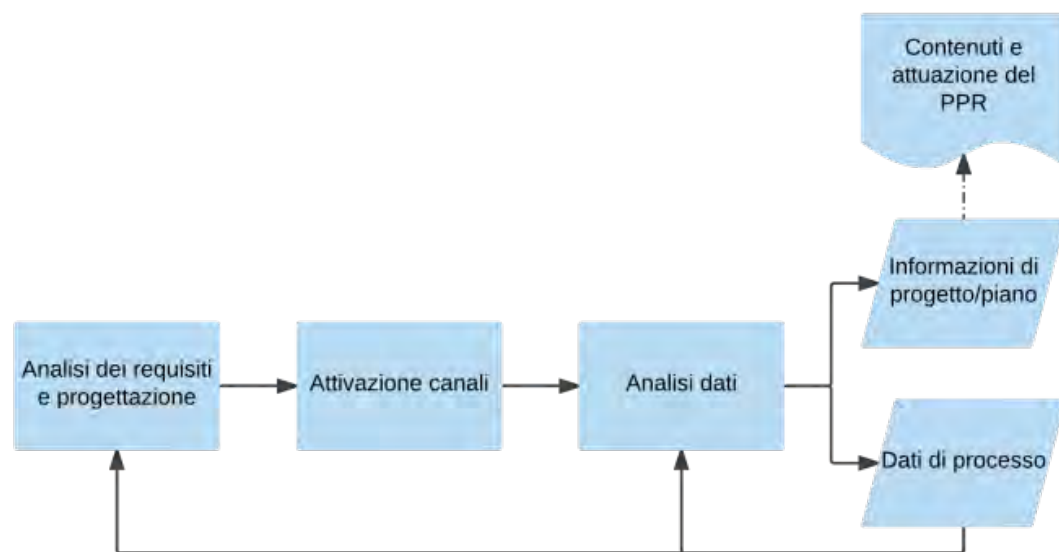 Contenuti e
attuazione del
PPR
Informazioni di
progetto/piano
Analisi dei requisiti
e progettazione
Attivazione canali
Analisi dati
Dati di processo